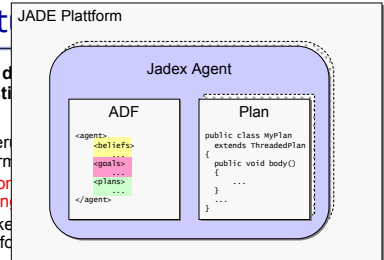 JADE Plattform
Jadex Agent
ADF
<agent>
<beliefs>
...
<goals>
...
<plans>
...
</agent>
Plan
public class MyPlan
extends ThreadedPlan
{
public void body()
{
...
}
...
}